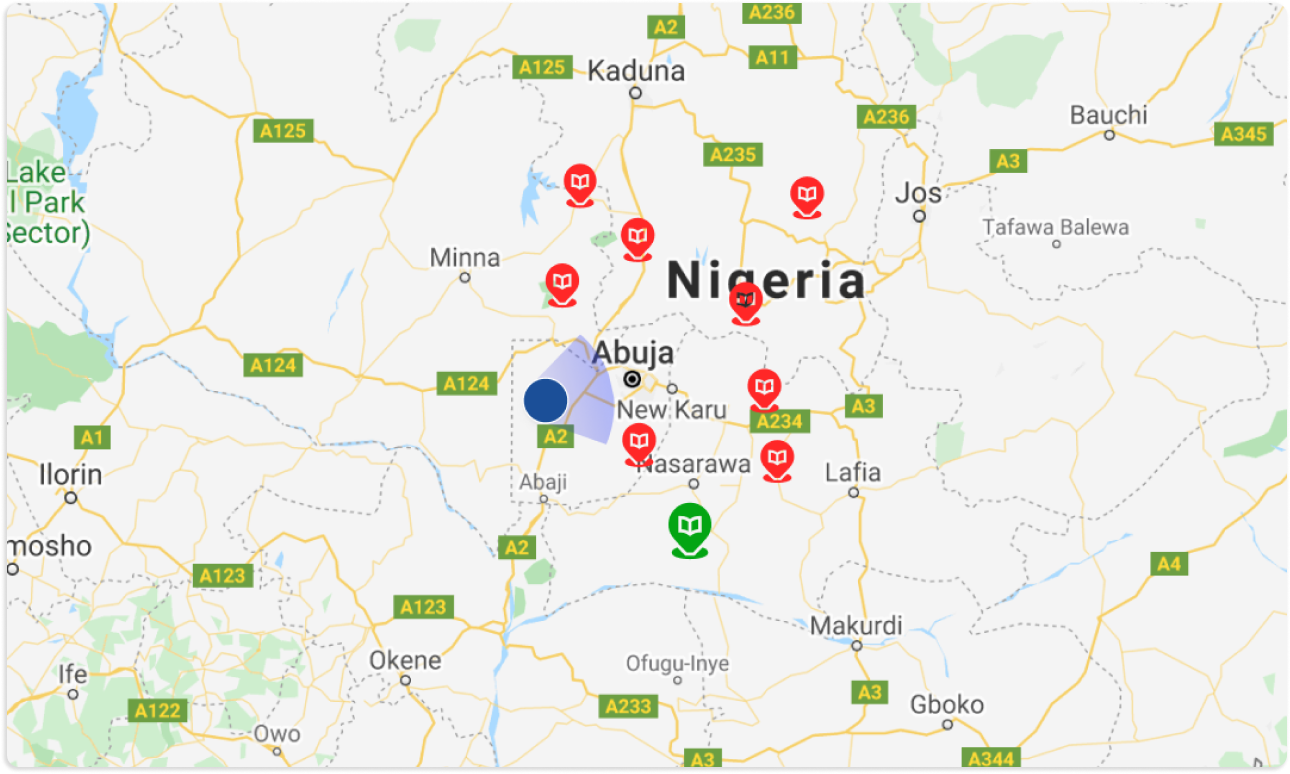 A236
A2
A11
A125
Kaduna
A236
Bauchi
A125
A345
A235
A3
Lake
l Park
Sector)
Jos
Tafawa Balewa
Minna
Nigeria
Abuja
A124
A124
New Karu
A3
A234
A1
A2
Ilorin
Nasarawa
Lafia
Abaji
mosho
A2
A4
A123
A123
Makurdi
Okene
Ofugu-Inye
Ife
A3
A122
A233
Gboko
Owo
A3
A344